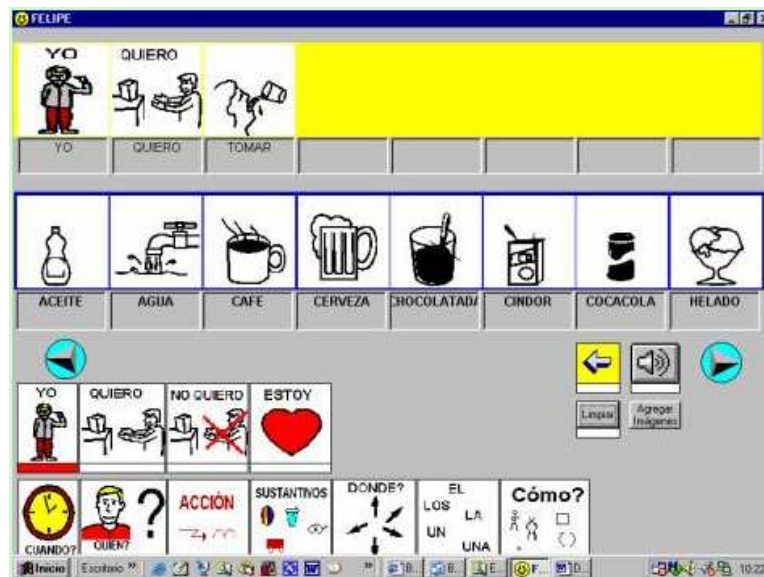 FELIPE
YO QUIERO
YO QUIERO TOMAR
ACEITE AGUA CAFE CERVEZA CHOCOLATADA CINDOR COCACOLA HELADO
YO QUIERO NO QUIERO ESTOY
Limpiar Agregar
Imágenes
CUANDO? QUIEN? ACCIÓN SUSTANTIVOS DONDE? EL LOS LA UN UNA Cómo?
Inicio Escritorio 10:22